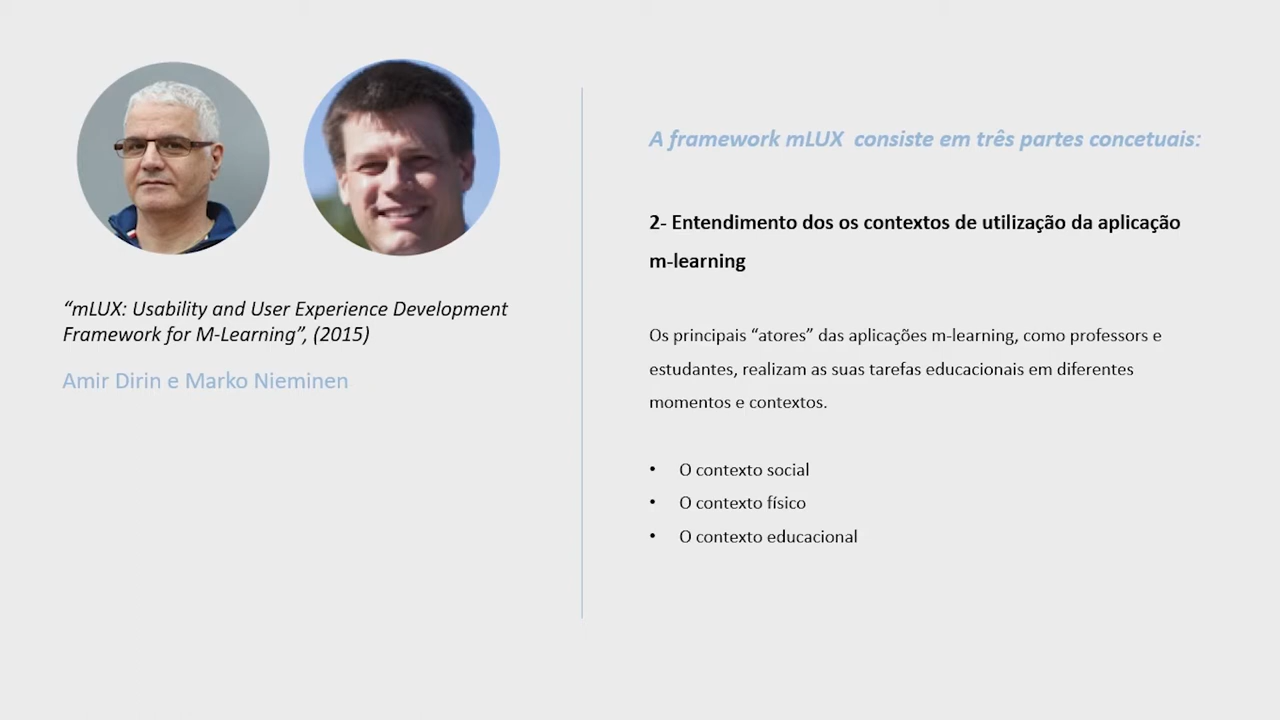 “mLUX: Usability and User Experience Development
Framework for M-Learning”, (2015)
Amir Dirin e Marko Nieminen
A framework mLUX  consiste em três partes concetuais:
2- Entendimento dos os contextos de utilização da aplicação
m-learning
Os principais “atores” das aplicações m-learning, como professors e
estudantes, realizam as suas tarefas educacionais em diferentes
momentos e contextos.
• O contexto social
• O contexto físico
• O contexto educacional